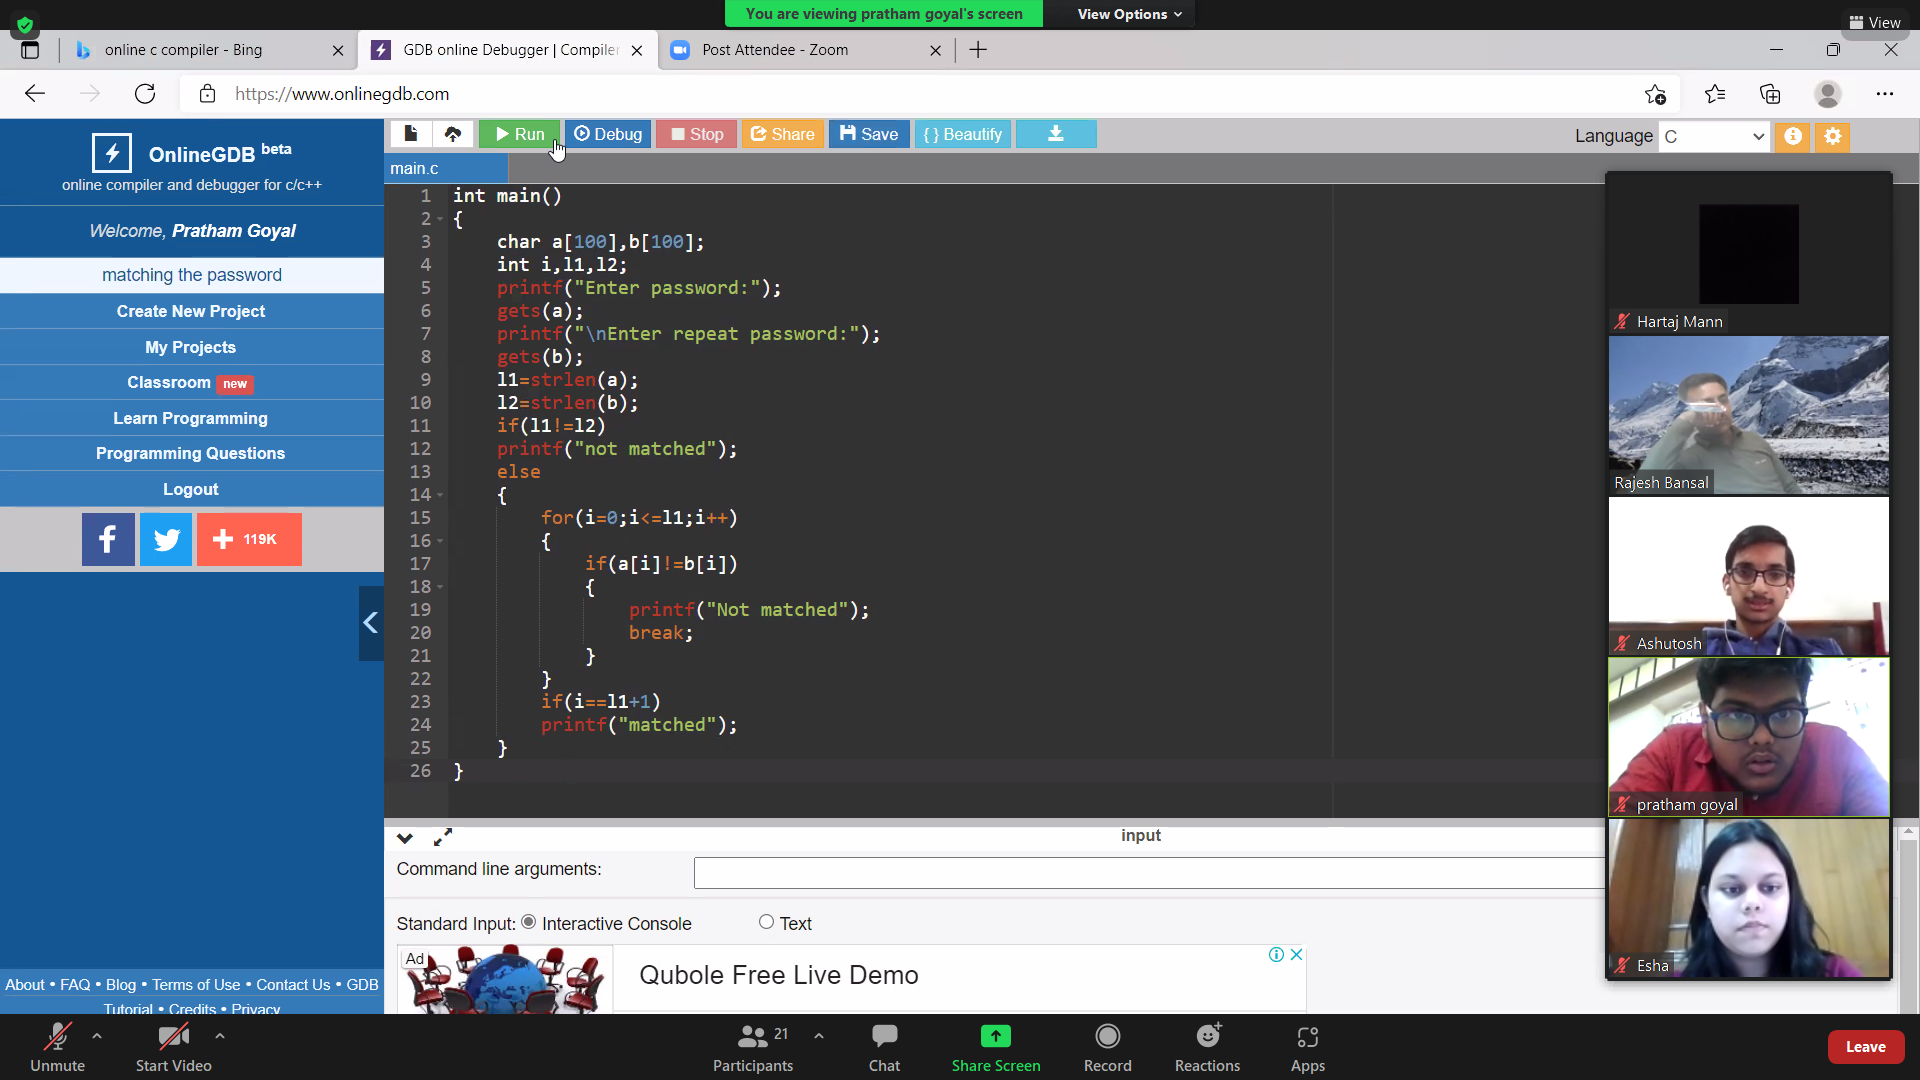 You are viewing pratham goyal's screen
View Options
View
online c compiler - Bing
GDB online Debugger | Compiler
Post Attendee - Zoom
https://www.onlinegdb.com
OnlineGDB beta
online compiler and debugger for c/c++
Welcome, Pratham Goyal
matching the password
Create New Project
My Projects
Classroom new
Learn Programming
Programming Questions
Logout
f
119K
About • FAQ • Blog • Terms of Use • Contact Us • GDB
Tutorial • Credits • Privacy
Run
Debug
Stop
Share
Save
{ } Beautify
Language C
main.c
1 int main()
2 {
3 char a[100],b[100];
4 int i,l1,l2;
5 printf("Enter password:");
6 gets(a);
7 printf("\nEnter repeat password:");
8 gets(b);
9 l1=strlen(a);
10 l2=strlen(b);
11 if(l1!=l2)
12 printf("not matched");
13 else
14 {
15 for(i=0;i<=l1;i++)
16 {
17 if(a[i]!=b[i])
18 {
19 printf("Not matched");
20 break;
21 }
22 }
23 if(i==l1+1)
24 printf("matched");
25 }
26 }
input
Command line arguments:
Standard Input: Interactive Console Text
Ad
Qubole Free Live Demo
Hartaj Mann
Rajesh Bansal
Ashutosh
pratham goyal
Esha
Unmute
Start Video
21
Participants
Chat
Share Screen
Record
Reactions
Apps
Leave